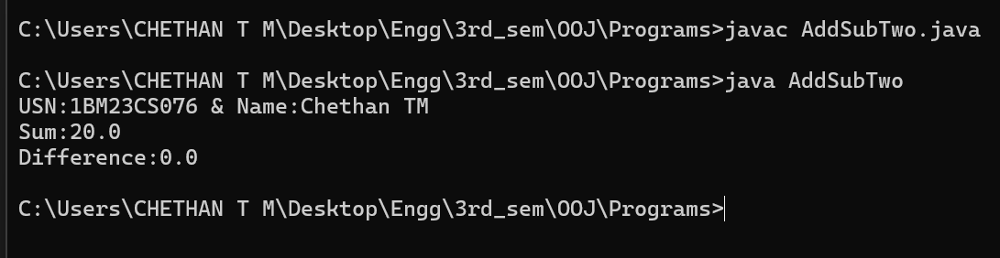 C:\Users\CHETHAN T M\Desktop\Engg\3rd_sem\OOJ\Programs>javac AddSubTwo.java
C:\Users\CHETHAN T M\Desktop\Engg\3rd_sem\OOJ\Programs>java AddSubTwo
USN:1BM23CS076 & Name:Chethan TM
Sum:20.0
Difference:0.0
C:\Users\CHETHAN T M\Desktop\Engg\3rd_sem\OOJ\Programs>